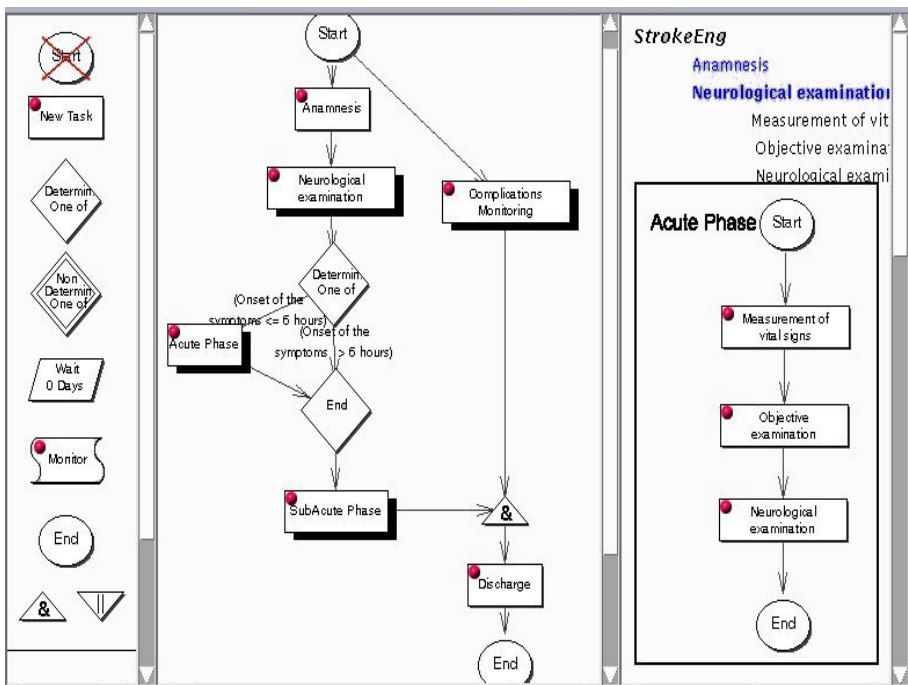 Start
New Task
Determin.
One of
Non
Determin
One of
Wait
0 Days
Monitor
End
&
||
Start
Anamnesis
Neurological
examination
Complications
Monitoring
Determin.
One of
(Onset of the
symptoms <= 6 hours)
(Onset of the
symptoms > 6 hours)
Acute Phase
End
SubAcute Phase
&
Discharge
End
StrokeEng
Anamnesis
Neurological examination
Measurement of vit
Objective examina
Neurological exami
Acute Phase
Start
Measurement of
vital signs
Objective
examination
Neurological
examination
End